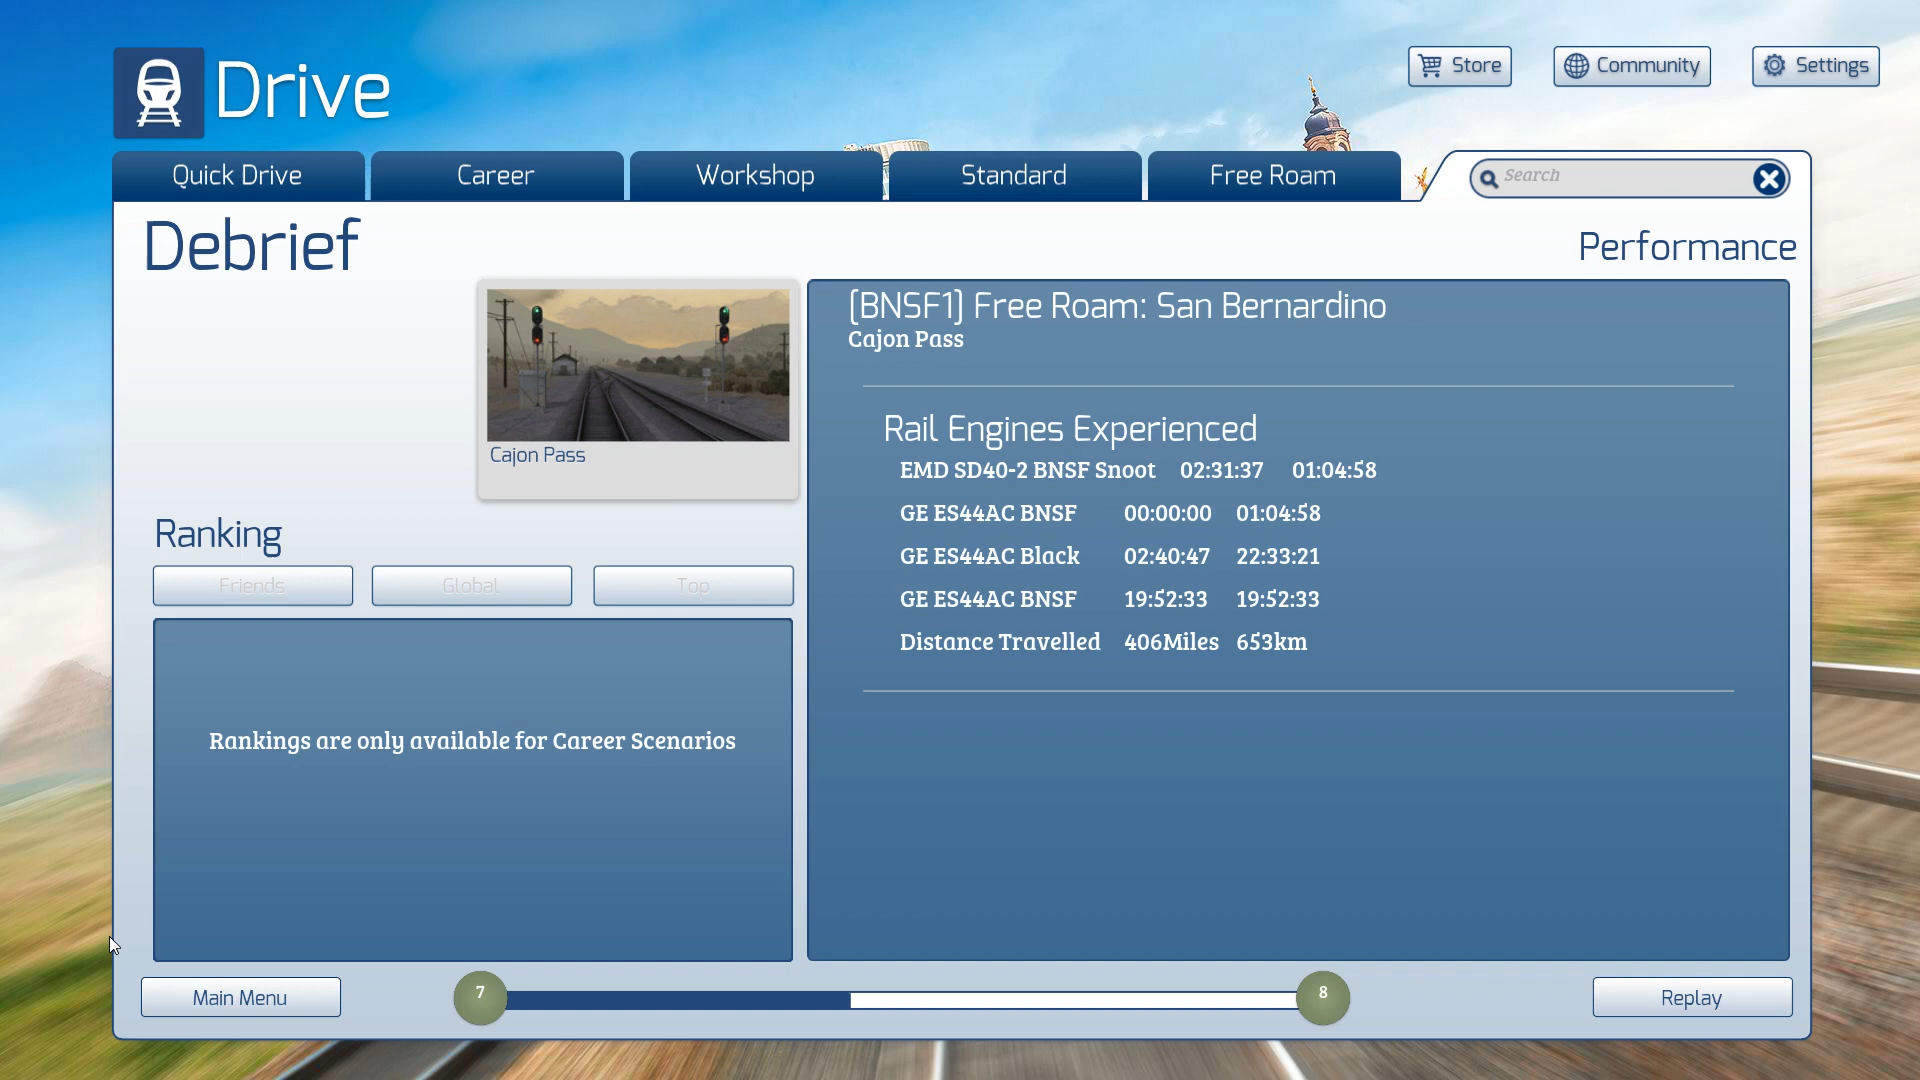 Drive
Store
Community
Settings
Quick Drive
Career
Workshop
Standard
Free Roam
Search
Debrief
Performance
Cajon Pass
[BNSF1] Free Roam: San Bernardino
Cajon Pass
Rail Engines Experienced
EMD SD40-2 BNSF Snoot 02:31:37 01:04:58
GE ES44AC BNSF 00:00:00 01:04:58
GE ES44AC Black 02:40:47 22:33:21
GE ES44AC BNSF 19:52:33 19:52:33
Distance Travelled 406Miles 653km
Ranking
Friends
Global
Top
Rankings are only available for Career Scenarios
Main Menu
7
8
Replay